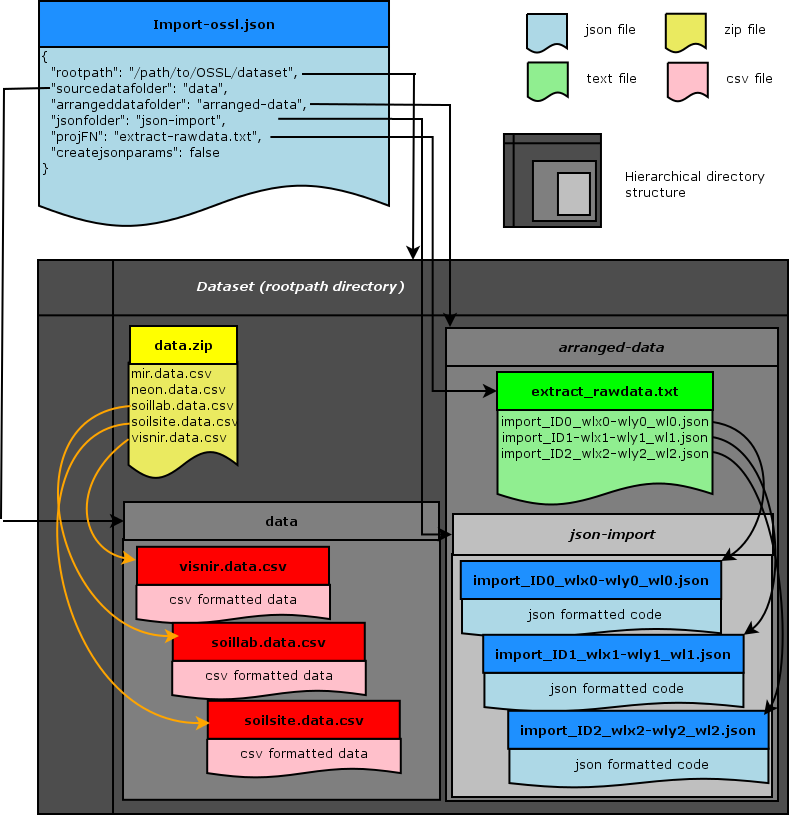 Import-ossl.json
{
"rootpath": "/path/to/OSSL/dataset",
"sourcedatafolder": "data",
"arrangeddatafolder": "arranged-data",
"jsonfolder": "json-import",
"projFN": "extract-rawdata.txt",
"createjsonparams": false
}
json file
zip file
text file
csv file
Hierarchical directory
structure
Dataset (rootpath directory)
data.zip
mir.data.csv
neon.data.csv
soillab.data.csv
soilsite.data.csv
visnir.data.csv
arranged-data
extract_rawdata.txt
import_ID0_wlx0-wly0_wl0.json
import_ID1-wlx1-wly1_wl1.json
import_ID2_wlx2-wly2_wl2.json
data
visnir.data.csv
csv formatted data
soillab.data.csv
csv formatted data
soilsite.data.csv
csv formatted data
json-import
import_ID0_wlx0-wly0_wl0.json
json formatted code
import_ID1_wlx1-wly1_wl1.json
json formatted code
import_ID2_wlx2-wly2_wl2.json
json formatted code